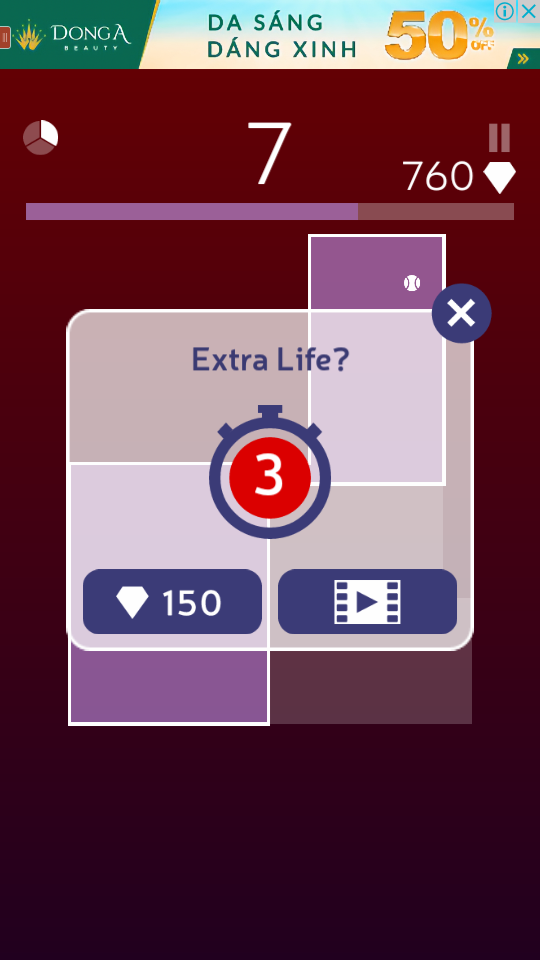 DONGA
BEAUTY
DA SÁNG
DÁNG XINH
50% OFF
7
760
Extra Life?
3
150